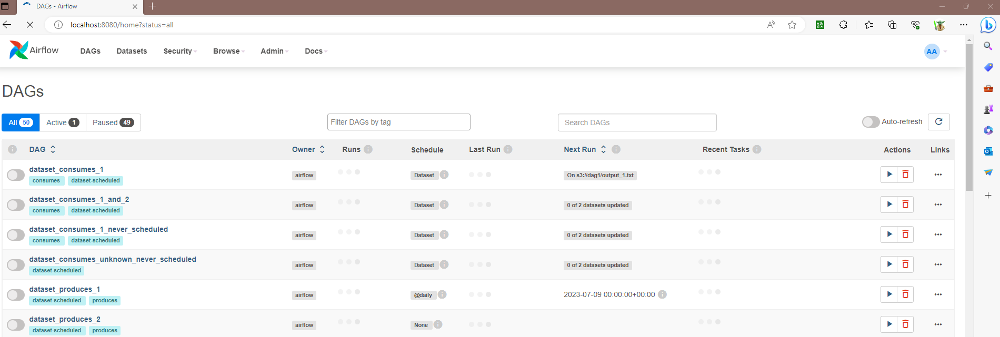 DAGs - Airflow
localhost:8080/home?status=all
Airflow DAGs Datasets Security Browse Admin Docs AA
DAGs
All 50 Active 1 Paused 49 Filter DAGs by tag Search DAGs Auto-refresh
DAG Owner Runs Schedule Last Run Next Run Recent Tasks Actions Links
dataset_consumes_1
consumes dataset-scheduled airflow Dataset On s3://dag1/output_1.txt
dataset_consumes_1_and_2
consumes dataset-scheduled airflow Dataset 0 of 2 datasets updated
dataset_consumes_1_never_scheduled
consumes dataset-scheduled airflow Dataset 0 of 2 datasets updated
dataset_consumes_unknown_never_scheduled
dataset-scheduled airflow Dataset 0 of 2 datasets updated
dataset_produces_1
dataset-scheduled produces airflow @daily 2023-07-09 00:00:00+00:00
dataset_produces_2
dataset-scheduled produces airflow None